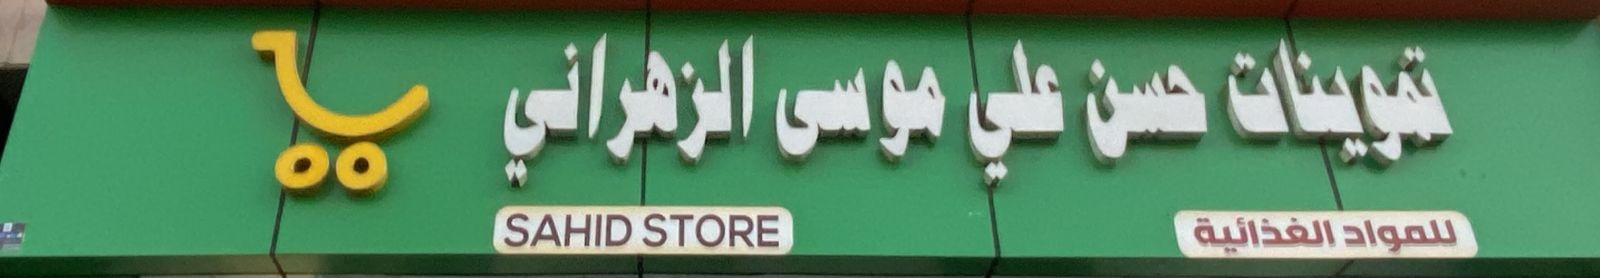 تموينات حسن علي موسى الزهراني
للمواد الغذائية
SAHID STORE